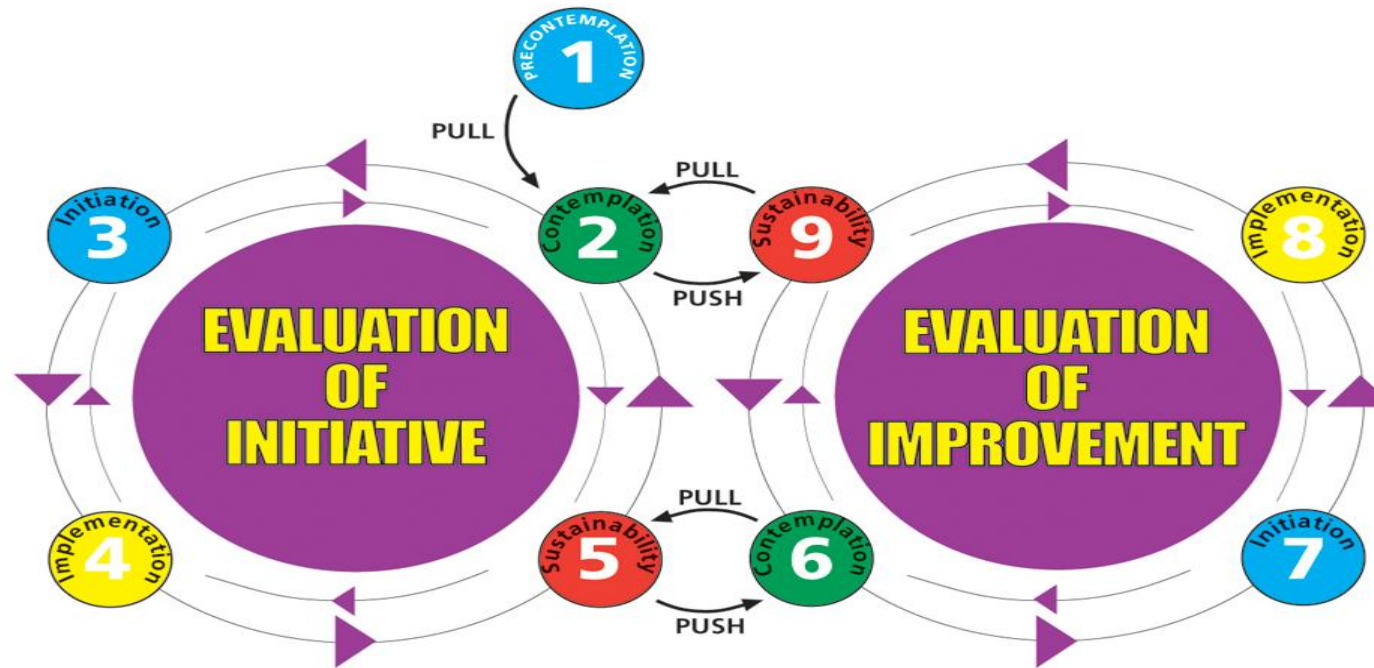 PRECONTEMPLATION
1
PULL
Initiation
3
Contemplation
2
PULL
PUSH
Sustainability
9
Implementation
8
EVALUATION
OF
INITIATIVE
EVALUATION
OF
IMPROVEMENT
Implementation
4
Sustainability
5
PULL
PUSH
Contemplation
6
Initiation
7